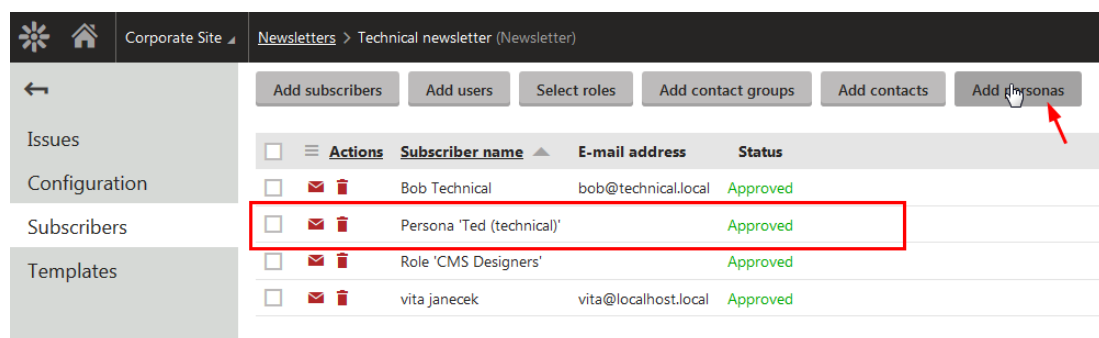 Corporate Site Newsletters > Technical newsletter (Newsletter)
Add subscribers Add users Select roles Add contact groups Add contacts Add personas
Issues
Configuration
Subscribers
Templates
Actions Subscriber name E-mail address Status
Bob Technical bob@technical.local Approved
Persona 'Ted (technical)' Approved
Role 'CMS Designers' Approved
vita janecek vita@localhost.local Approved